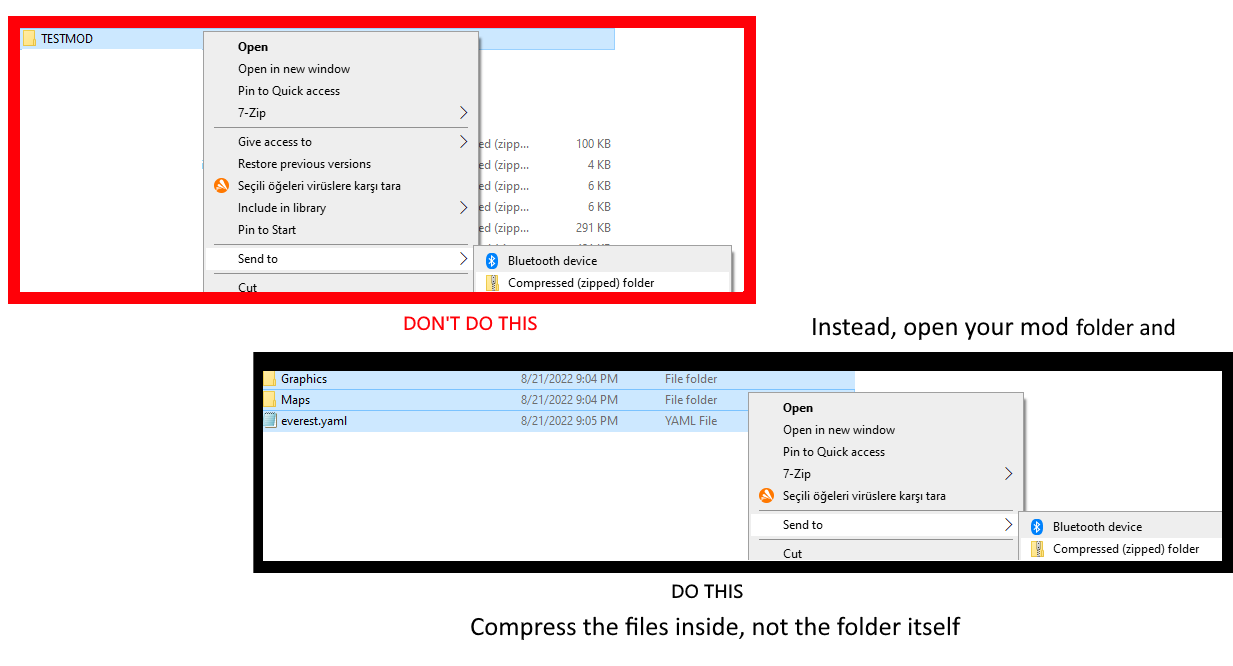 TESTMOD
Open
Open in new window
Pin to Quick access
7-Zip
Give access to
ed (zipp... 100 KB
Restore previous versions
ed (zipp... 4 KB
Seçili öğeleri virüslere karşı tara
ed (zipp... 6 KB
Include in library
ed (zipp... 6 KB
Pin to Start
ed (zipp... 291 KB
Send to
Bluetooth device
Compressed (zipped) folder
Cut
DON'T DO THIS
Instead, open your mod folder and
Graphics 8/21/2022 9:04 PM File folder
Maps 8/21/2022 9:04 PM File folder
everest.yaml 8/21/2022 9:05 PM YAML File
Open
Open in new window
Pin to Quick access
7-Zip
Seçili öğeleri virüslere karşı tara
Send to
Bluetooth device
Compressed (zipped) folder
Cut
DO THIS
Compress the files inside, not the folder itself